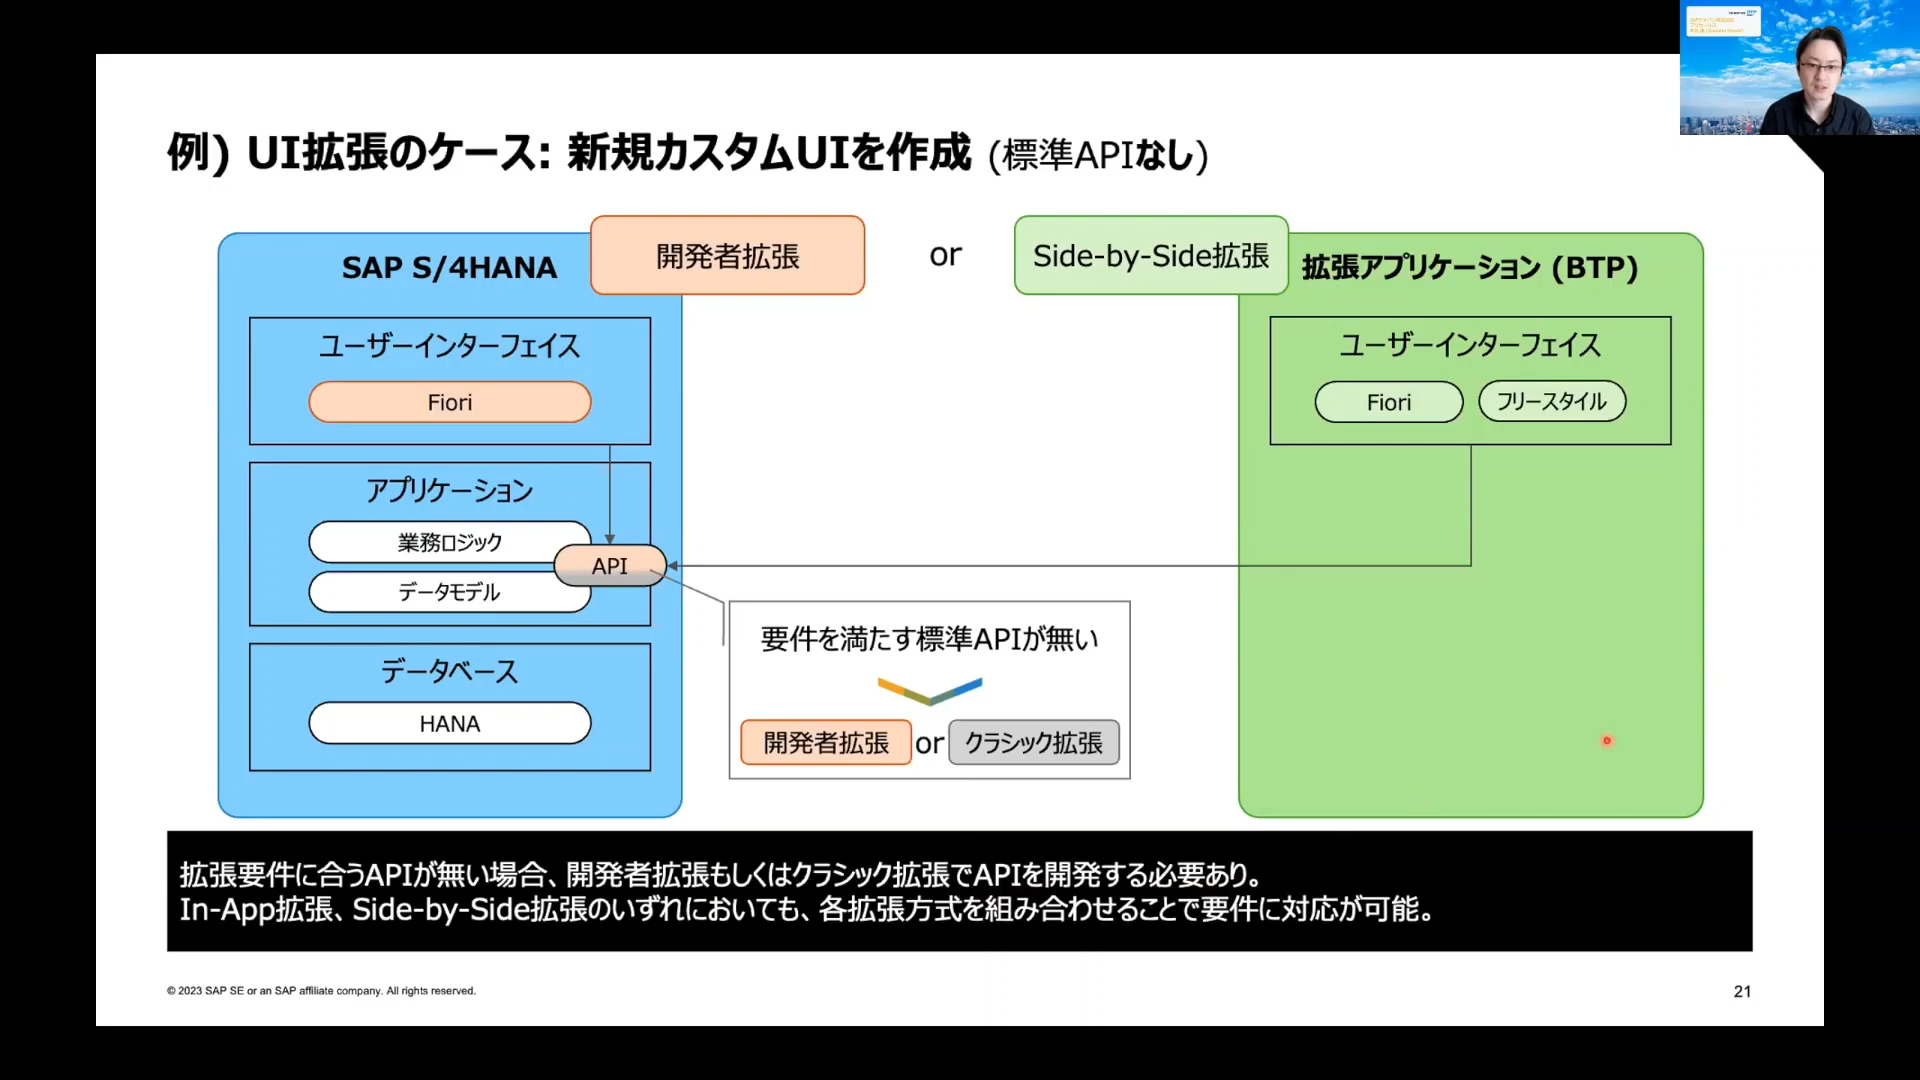 例) UI拡張のケース: 新規カスタムUIを作成 (標準APIなし)
SAP S/4HANA
開発者拡張
or
Side-by-Side拡張
拡張アプリケーション (BTP)
ユーザーインターフェイス
Fiori
ユーザーインターフェイス
Fiori
フリースタイル
アプリケーション
業務ロジック
API
データモデル
要件を満たす標準APIが無い
開発者拡張
or
クラシック拡張
データベース
HANA
拡張要件に合うAPIが無い場合、開発者拡張もしくはクラシック拡張でAPIを開発する必要あり。
In-App拡張、Side-by-Side拡張のいずれにおいても、各拡張方式を組み合わせることで要件に対応が可能。
© 2023 SAP SE or an SAP affiliate company. All rights reserved.
21